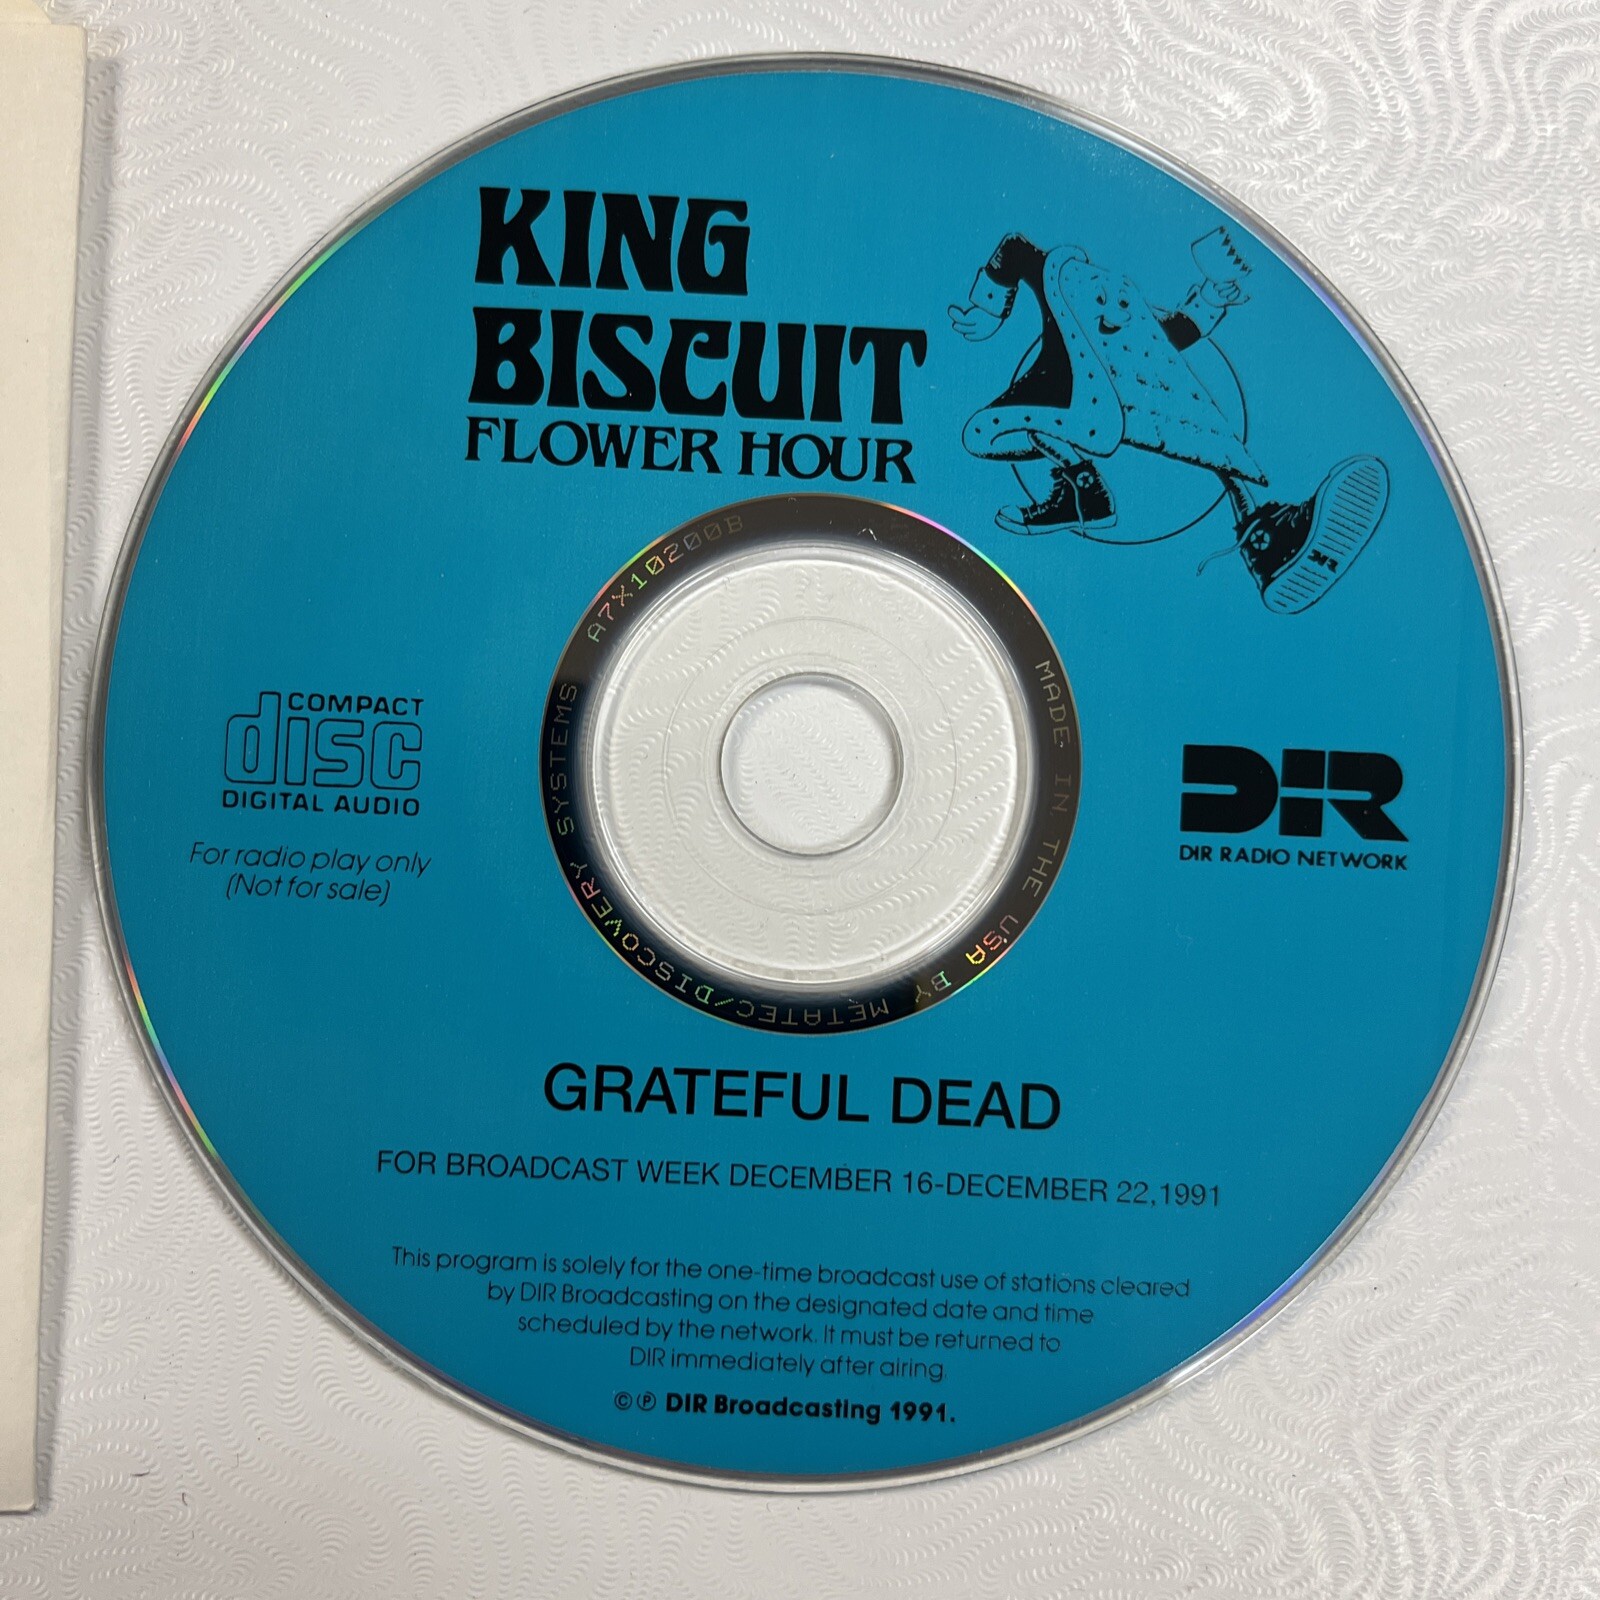 KING
BISCUIT
FLOWER HOUR
COMPACT
disc
DIGITAL AUDIO
For radio play only
(Not for sale)
DIR
DIR RADIO NETWORK
A7X10200B
MADE IN THE USA BY METATEC/DISCOVERY SYSTEMS
GRATEFUL DEAD
FOR BROADCAST WEEK DECEMBER 16-DECEMBER 22,1991
This program is solely for the one-time broadcast use of stations cleared
by DIR Broadcasting on the designated date and time
scheduled by the network. It must be returned to
DIR immediately after airing.
© ℗ DIR Broadcasting 1991.